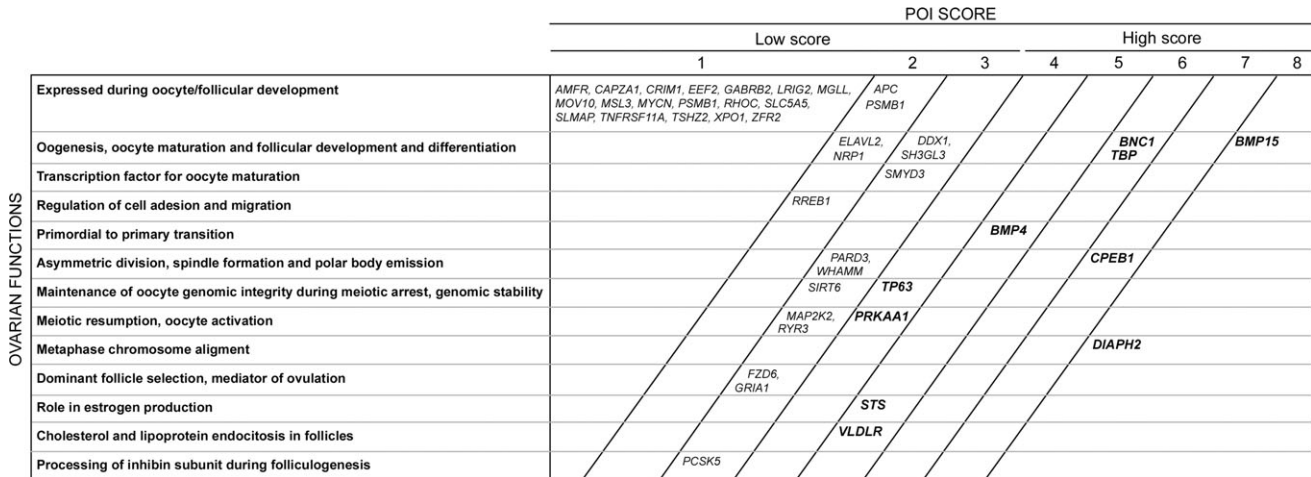 POI SCORE
Low score High score
1 2 3 4 5 6 7 8
OVARIAN FUNCTIONS
Expressed during oocyte/follicular development
AMFR, CAPZA1, CRIM1, EEF2, GABRB2, LRIG2, MGLL,
MOV10, MSL3, MYCN, PSMB1, RHOC, SLC5A5,
SLMAP, TNFRSF11A, TSHZ2, XPO1, ZFR2
APC
PSMB1
Oogenesis, oocyte maturation and follicular development and differentiation
ELAVL2,
NRP1
DDX1,
SH3GL3
BNC1
TBP
BMP15
Transcription factor for oocyte maturation
SMYD3
Regulation of cell adesion and migration
RREB1
Primordial to primary transition
BMP4
Asymmetric division, spindle formation and polar body emission
PARD3,
WHAMM
CPEB1
Maintenance of oocyte genomic integrity during meiotic arrest, genomic stability
SIRT6
TP63
Meiotic resumption, oocyte activation
MAP2K2,
RYR3
PRKAA1
Metaphase chromosome aligment
DIAPH2
Dominant follicle selection, mediator of ovulation
FZD6,
GRIA1
Role in estrogen production
STS
Cholesterol and lipoprotein endocitosis in follicles
VLDLR
Processing of inhibin subunit during folliculogenesis
PCSK5